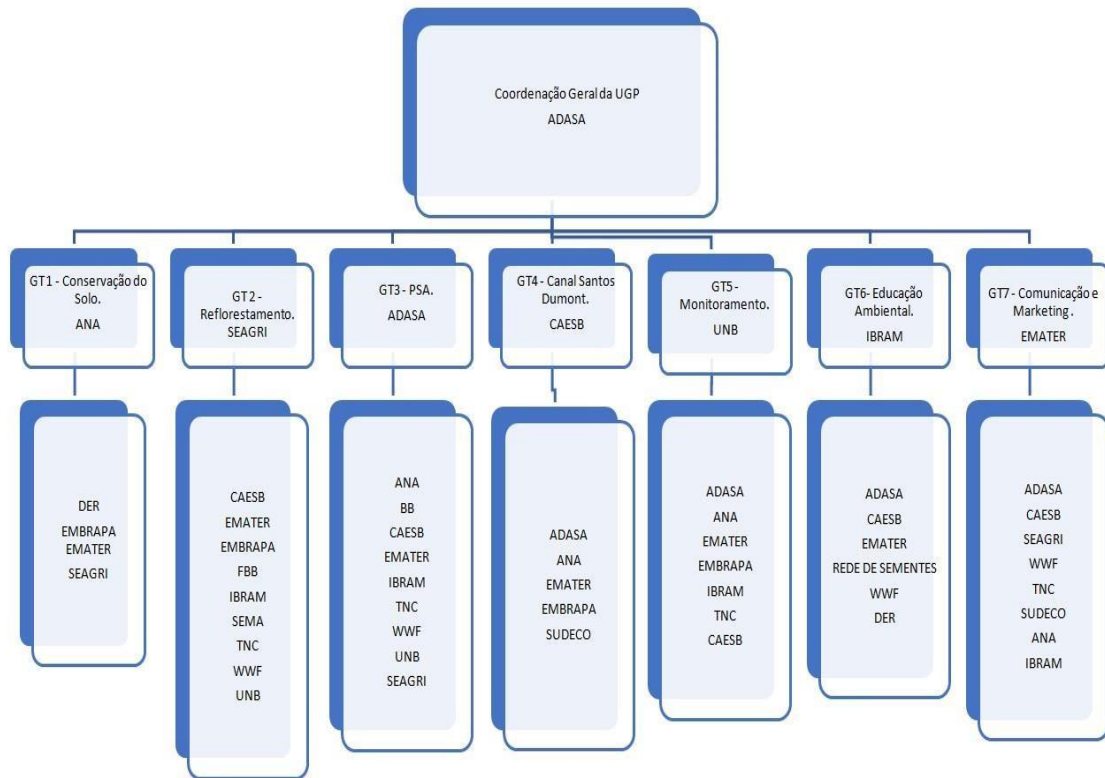 Coordenação Geral da UGP
ADASA
GT1 - Conservação do
Solo.
ANA
GT 2 -
Reflorestamento.
SEAGRI
GT3 - PSA.
ADASA
GT4 - Canal Santos
Dumont.
CAESB
GT5 -
Monitoramento.
UNB
GT6- Educação
Ambiental.
IBRAM
GT7 - Comunicação e
Marketing .
EMATER
DER
EMBRAPA
EMATER
SEAGRI
CAESB
EMATER
EMBRAPA
FBB
IBRAM
SEMA
TNC
WWF
UNB
ANA
BB
CAESB
EMATER
IBRAM
TNC
WWF
UNB
SEAGRI
ADASA
ANA
EMATER
EMBRAPA
SUDECO
ADASA
ANA
EMATER
EMBRAPA
IBRAM
TNC
CAESB
ADASA
CAESB
EMATER
REDE DE SEMENTES
WWF
DER
ADASA
CAESB
SEAGRI
WWF
TNC
SUDECO
ANA
IBRAM